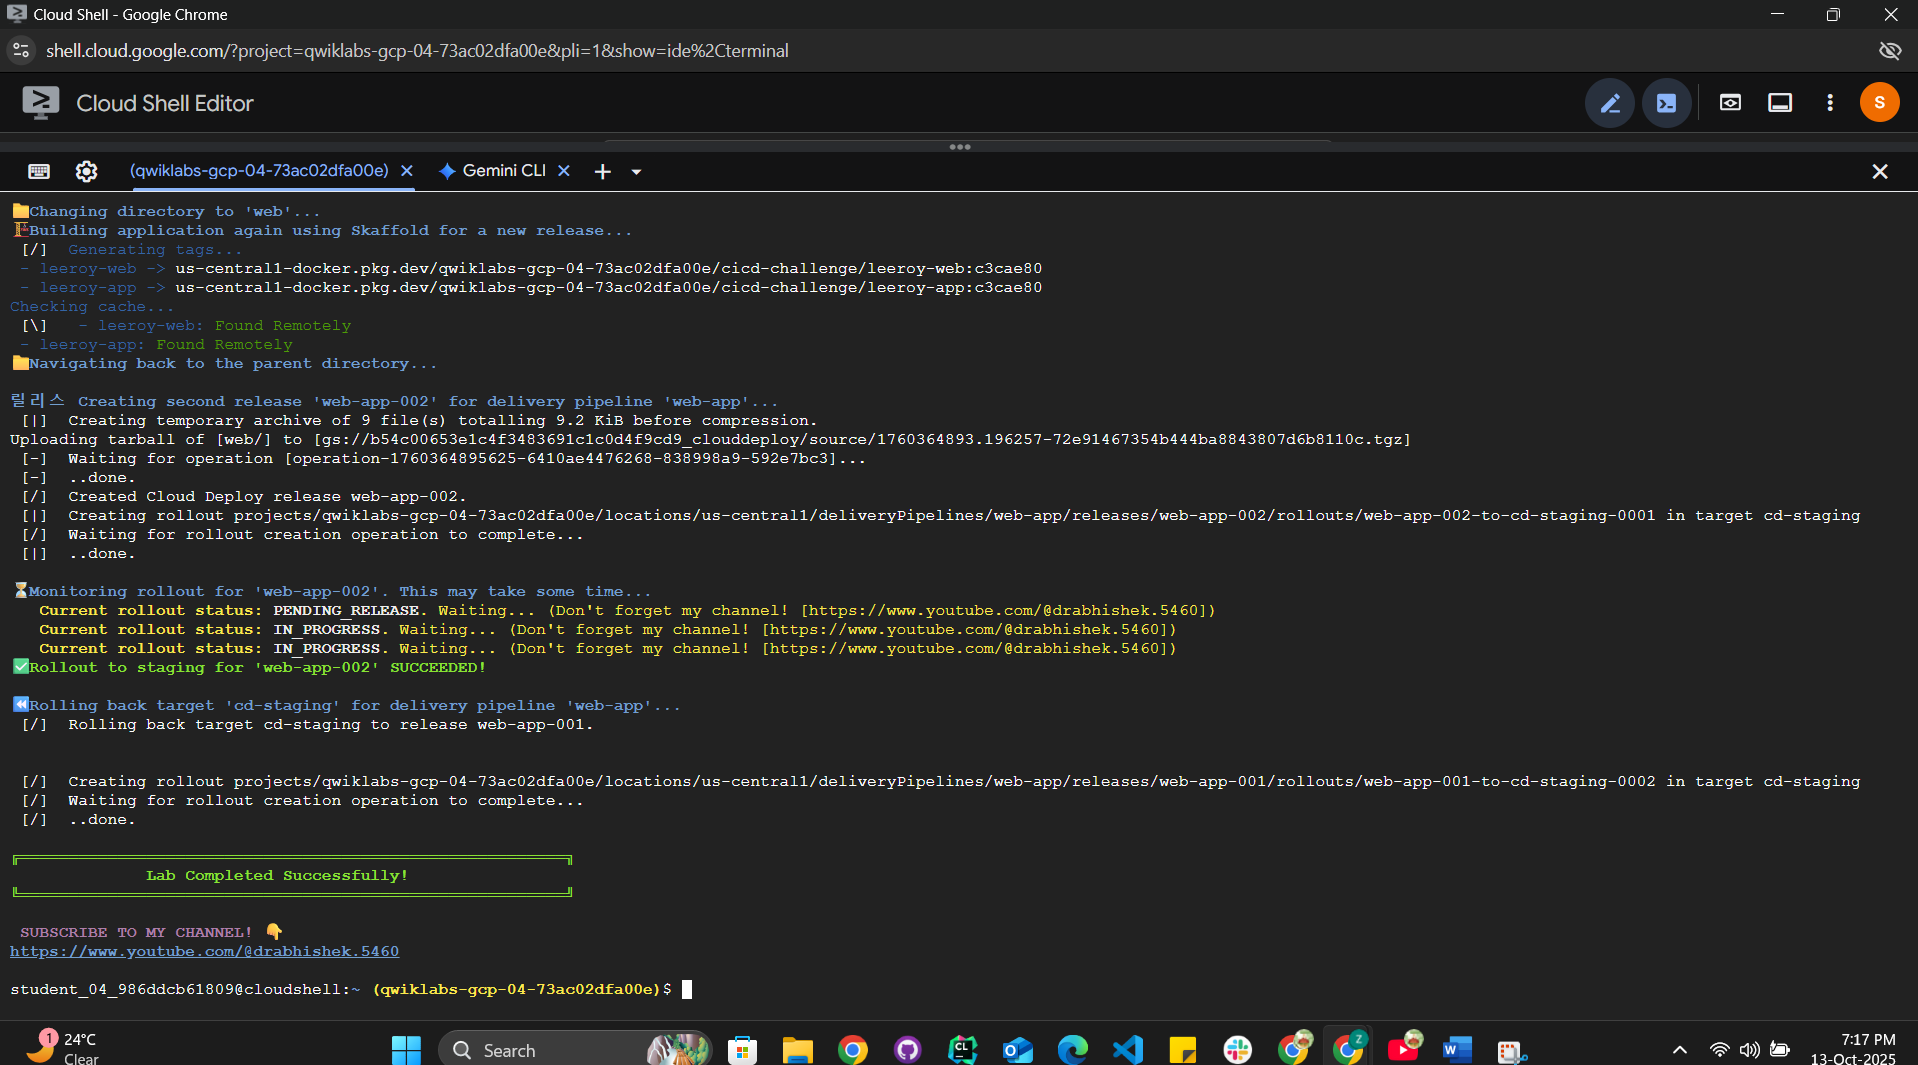 Cloud Shell - Google Chrome
shell.cloud.google.com/?project=qwiklabs-gcp-04-73ac02dfa00e&pli=1&show=ide%2Cterminal
Cloud Shell Editor
S
(qwiklabs-gcp-04-73ac02dfa00e)
Gemini CLI
Changing directory to 'web'...
Building application again using Skaffold for a new release...
[/]  Generating tags...
- leeroy-web -> us-central1-docker.pkg.dev/qwiklabs-gcp-04-73ac02dfa00e/cicd-challenge/leeroy-web:c3cae80
- leeroy-app -> us-central1-docker.pkg.dev/qwiklabs-gcp-04-73ac02dfa00e/cicd-challenge/leeroy-app:c3cae80
Checking cache...
[\]   - leeroy-web: Found Remotely
- leeroy-app: Found Remotely
Navigating back to the parent directory...
릴리스 Creating second release 'web-app-002' for delivery pipeline 'web-app'...
[|]  Creating temporary archive of 9 file(s) totalling 9.2 KiB before compression.
Uploading tarball of [web/] to [gs://b54c00653e1c4f3483691c1c0d4f9cd9_clouddeploy/source/1760364893.196257-72e91467354b444ba8843807d6b8110c.tgz]
[-]  Waiting for operation [operation-1760364895625-6410ae4476268-838998a9-592e7bc3]...
[-]  ..done.
[/]  Created Cloud Deploy release web-app-002.
[|]  Creating rollout projects/qwiklabs-gcp-04-73ac02dfa00e/locations/us-central1/deliveryPipelines/web-app/releases/web-app-002/rollouts/web-app-002-to-cd-staging-0001 in target cd-staging
[/]  Waiting for rollout creation operation to complete...
[|]  ..done.
Monitoring rollout for 'web-app-002'. This may take some time...
Current rollout status: PENDING_RELEASE. Waiting... (Don't forget my channel! [https://www.youtube.com/@drabhishek.5460])
Current rollout status: IN_PROGRESS. Waiting... (Don't forget my channel! [https://www.youtube.com/@drabhishek.5460])
Current rollout status: IN_PROGRESS. Waiting... (Don't forget my channel! [https://www.youtube.com/@drabhishek.5460])
Rollout to staging for 'web-app-002' SUCCEEDED!
Rolling back target 'cd-staging' for delivery pipeline 'web-app'...
[/]  Rolling back target cd-staging to release web-app-001.
[/]  Creating rollout projects/qwiklabs-gcp-04-73ac02dfa00e/locations/us-central1/deliveryPipelines/web-app/releases/web-app-001/rollouts/web-app-001-to-cd-staging-0002 in target cd-staging
[/]  Waiting for rollout creation operation to complete...
[/]  ..done.
Lab Completed Successfully!
SUBSCRIBE TO MY CHANNEL!
https://www.youtube.com/@drabhishek.5460
student_04_986ddcb61809@cloudshell:~ (qwiklabs-gcp-04-73ac02dfa00e)$
1
24°C
Clear
Search
CL
Z
7:17 PM
13-Oct-2025